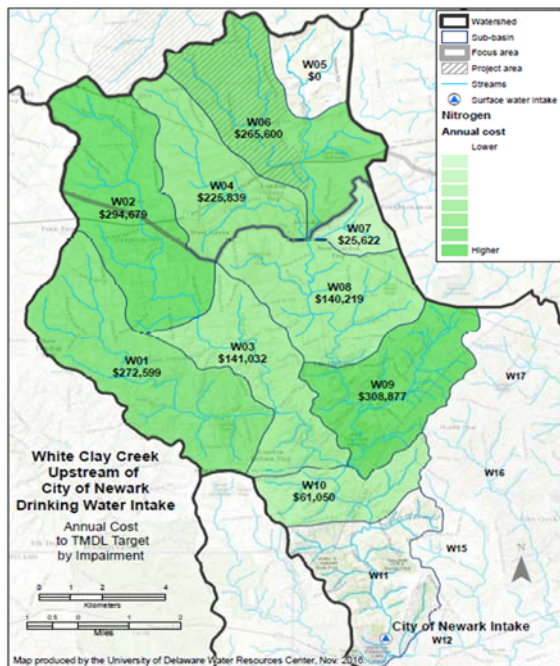 Watershed
Sub-basin
Focus area
Project area
Streams
Surface water intake
Nitrogen
Annual cost
Lower
Higher
W05
$0
W06
$265,600
W04
$225,839
W02
$294,679
W07
$25,622
W08
$140,219
W03
$141,032
W01
$272,599
W09
$308,877
W17
W10
$61,050
W16
W15
W11
City of Newark Intake
W12
White Clay Creek
Upstream of
City of Newark
Drinking Water Intake
Annual Cost
to TMDL Target
by Impairment
0 1 2 4
Kilometers
1 0.5 0 1 2
Miles
N
Map produced by the University of Delaware Water Resources Center, Nov. 2016